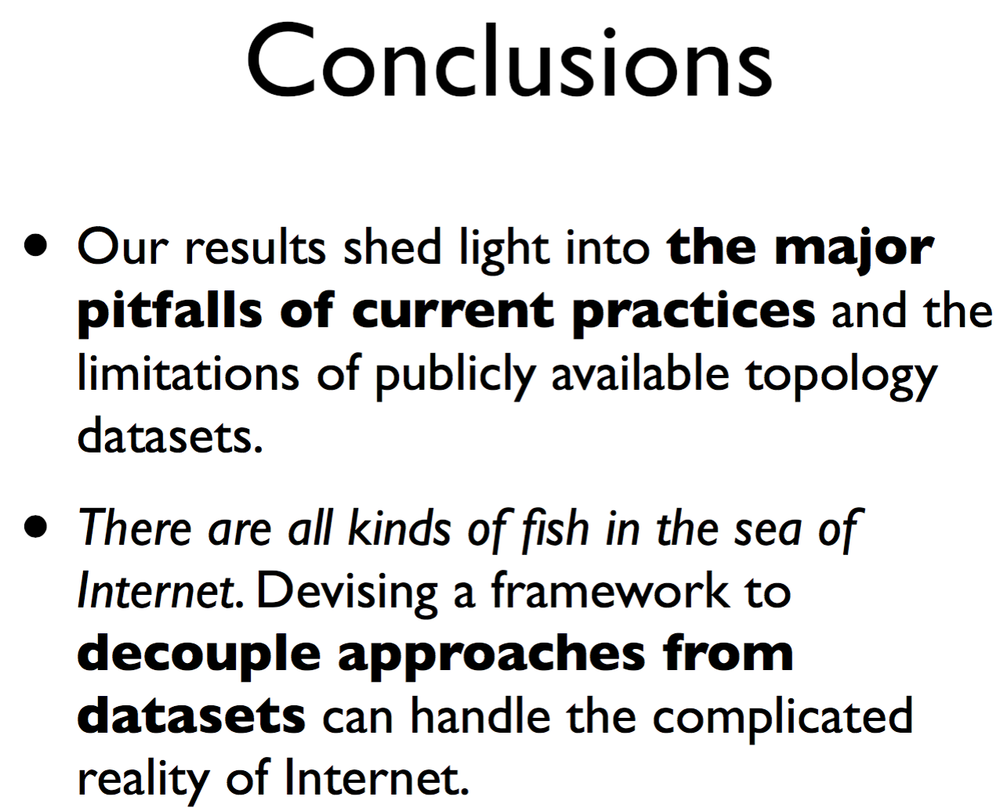 Conclusions
• Our results shed light into the major
pitfalls of current practices and the
limitations of publicly available topology
datasets.
• There are all kinds of fish in the sea of
Internet. Devising a framework to
decouple approaches from
datasets can handle the complicated
reality of Internet.